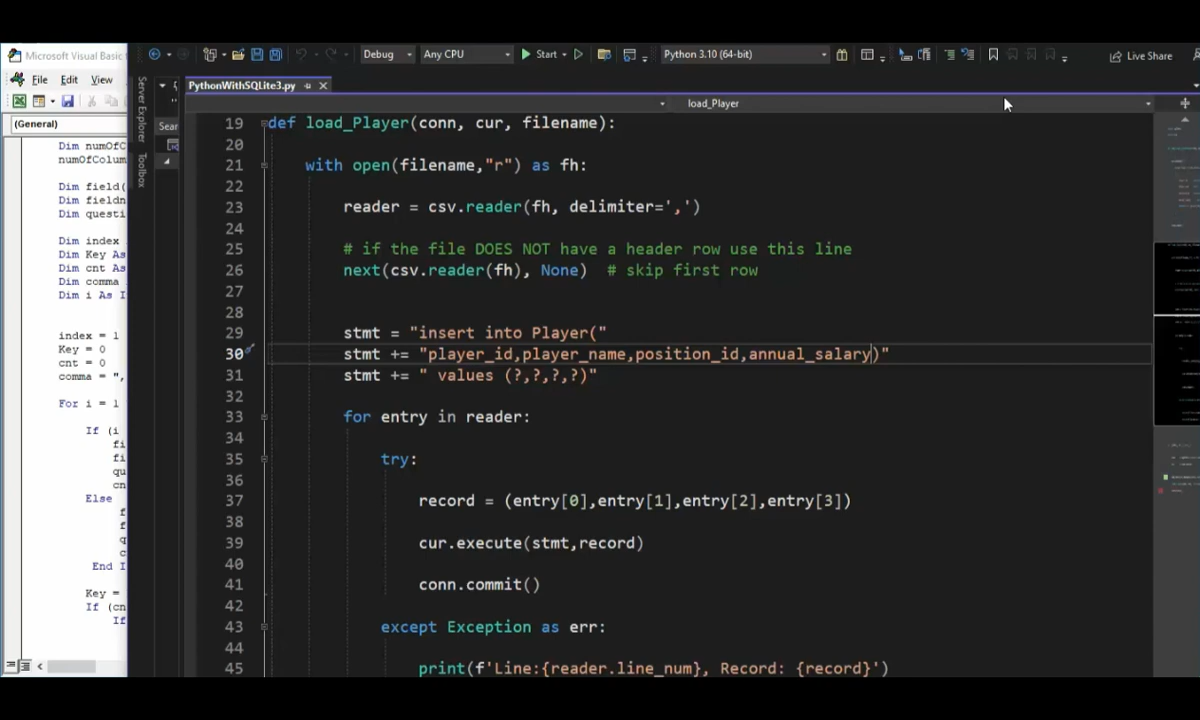 Microsoft Visual Basic
File Edit View
(General)
Dim numOfC
numOfColum
Dim field(
Dim fieldn
Dim questi
Dim index
Dim Key As
Dim cnt As
Dim comma
Dim i As I
index = 1
Key = 0
cnt = 0
comma = ",
For i = 1
If (i
fi
fi
qu
cn
Else
f
f
q
c
End I
Key =
If (cn
If
Server Explorer
Toolbox
Sear
Debug Any CPU Start Python 3.10 (64-bit) Live Share
PythonWithSQLite3.py
load_Player
19 def load_Player(conn, cur, filename):
20
21 with open(filename,"r") as fh:
22
23 reader = csv.reader(fh, delimiter=',')
24
25 # if the file DOES NOT have a header row use this line
26 next(csv.reader(fh), None) # skip first row
27
28
29 stmt = "insert into Player("
30 stmt += "player_id,player_name,position_id,annual_salary)"
31 stmt += " values (?,?,?,?)"
32
33 for entry in reader:
34
35 try:
36
37 record = (entry[0],entry[1],entry[2],entry[3])
38
39 cur.execute(stmt,record)
40
41 conn.commit()
42
43 except Exception as err:
44
45 print(f'Line:{reader.line_num}, Record: {record}')